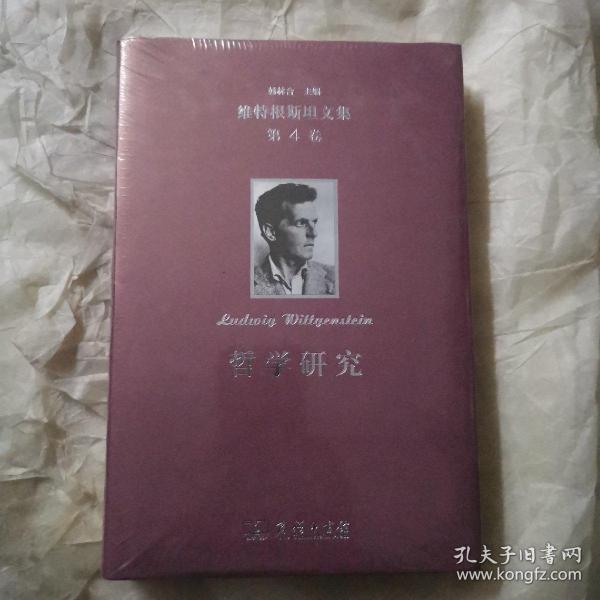 韩林合 主编
维特根斯坦文集
第 4 卷
Ludwig Wittgenstein
哲学研究
商务印书馆
孔夫子旧书网
www.kongfz.com